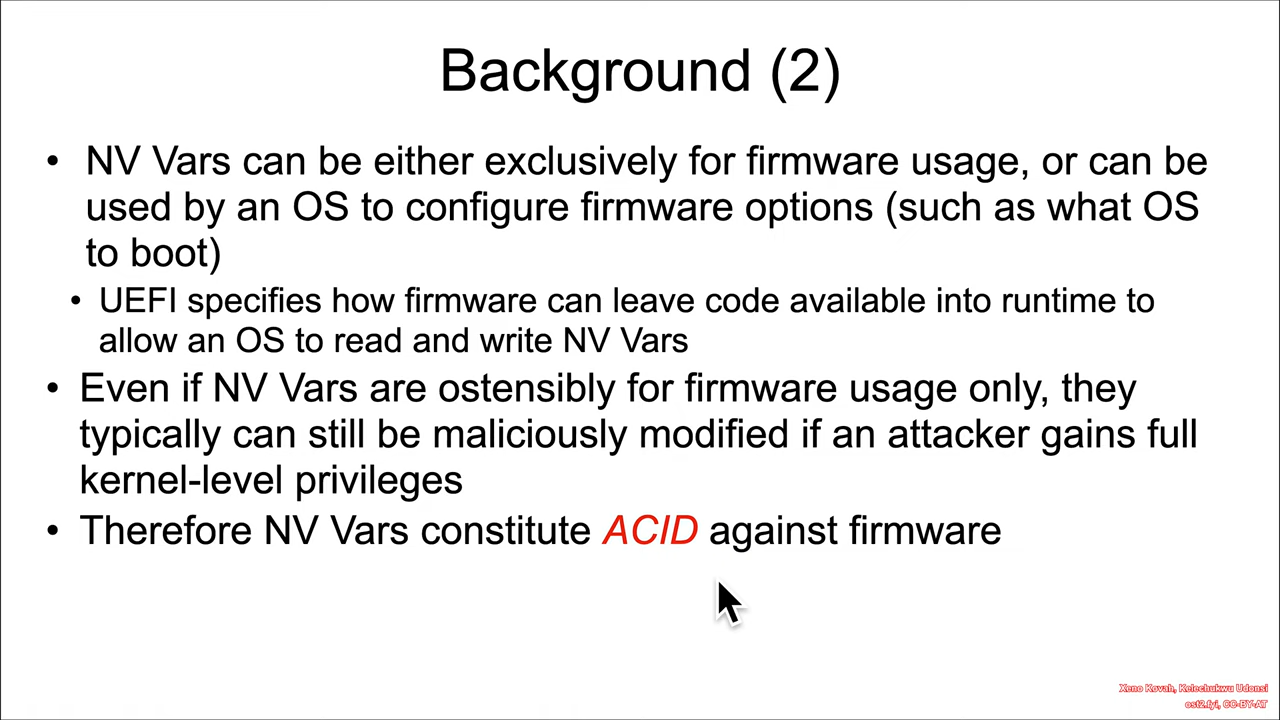 Background (2)
• NV Vars can be either exclusively for firmware usage, or can be
used by an OS to configure firmware options (such as what OS
to boot)
• UEFI specifies how firmware can leave code available into runtime to
allow an OS to read and write NV Vars
• Even if NV Vars are ostensibly for firmware usage only, they
typically can still be maliciously modified if an attacker gains full
kernel-level privileges
• Therefore NV Vars constitute ACID against firmware
Xeno Kovah, Kelechukwu Udonsi
ost2.fyi, CC-BY-AT